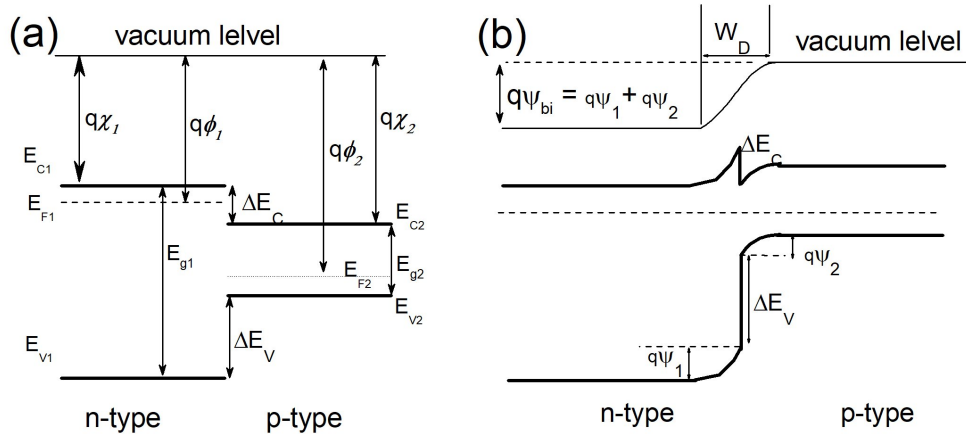 (a)
vacuum lelvel
qχ1
qϕ1
qϕ2
qχ2
EC1
EF1
ΔEC
EC2
Eg1
EF2
Eg2
EV2
EV1
ΔEV
n-type
p-type
(b)
WD
vacuum lelvel
qψbi = qψ1 + qψ2
ΔEC
qψ2
ΔEV
qψ1
n-type
p-type